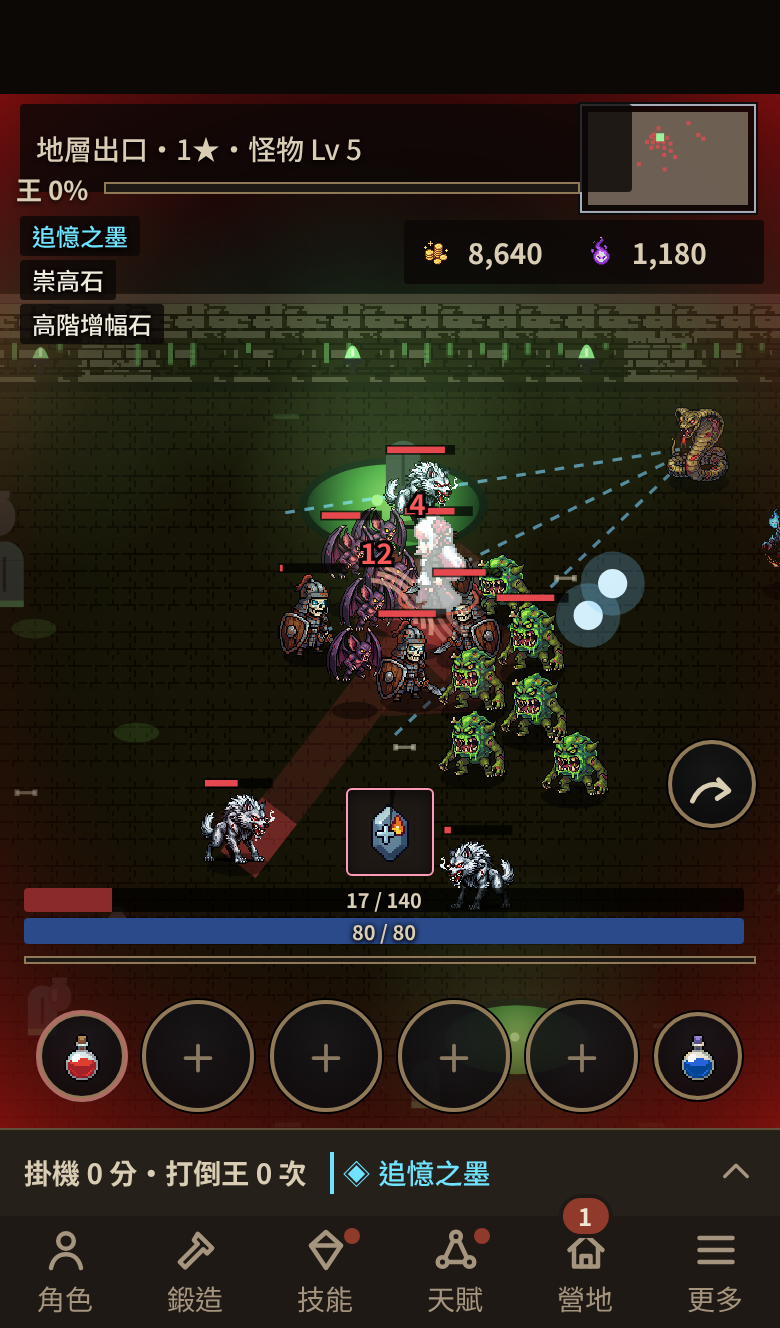 地層出口・1★・怪物 Lv 5
王 0%
追憶之墨
崇高石
高階增幅石
8,640
1,180
4
12
17 / 140
80 / 80
掛機 0 分・打倒王 0 次
◈ 追憶之墨
1
角色
鍛造
技能
天賦
營地
更多